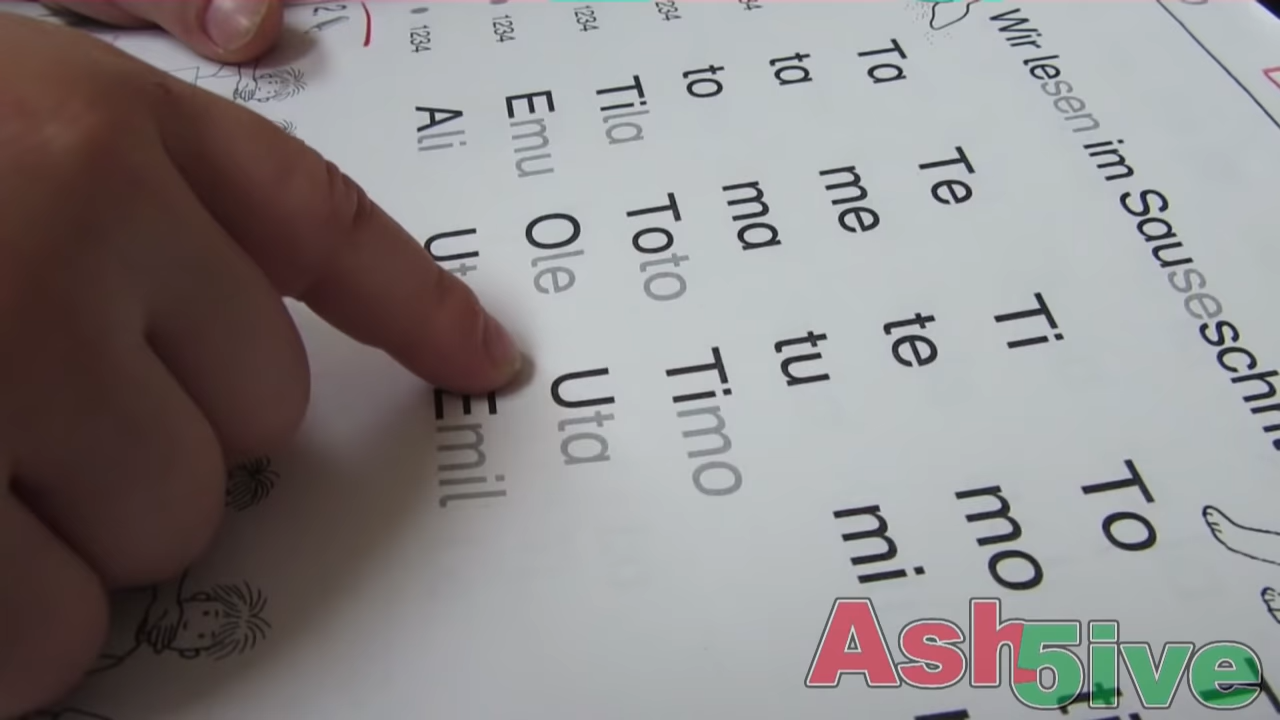 Wir lesen im
Ta Te Ti To
ta me te mo
to ma tu mi
1234 Tila Toto Timo
1234 Emu Ole Uta
1234 Ali Emil
Ash5ive